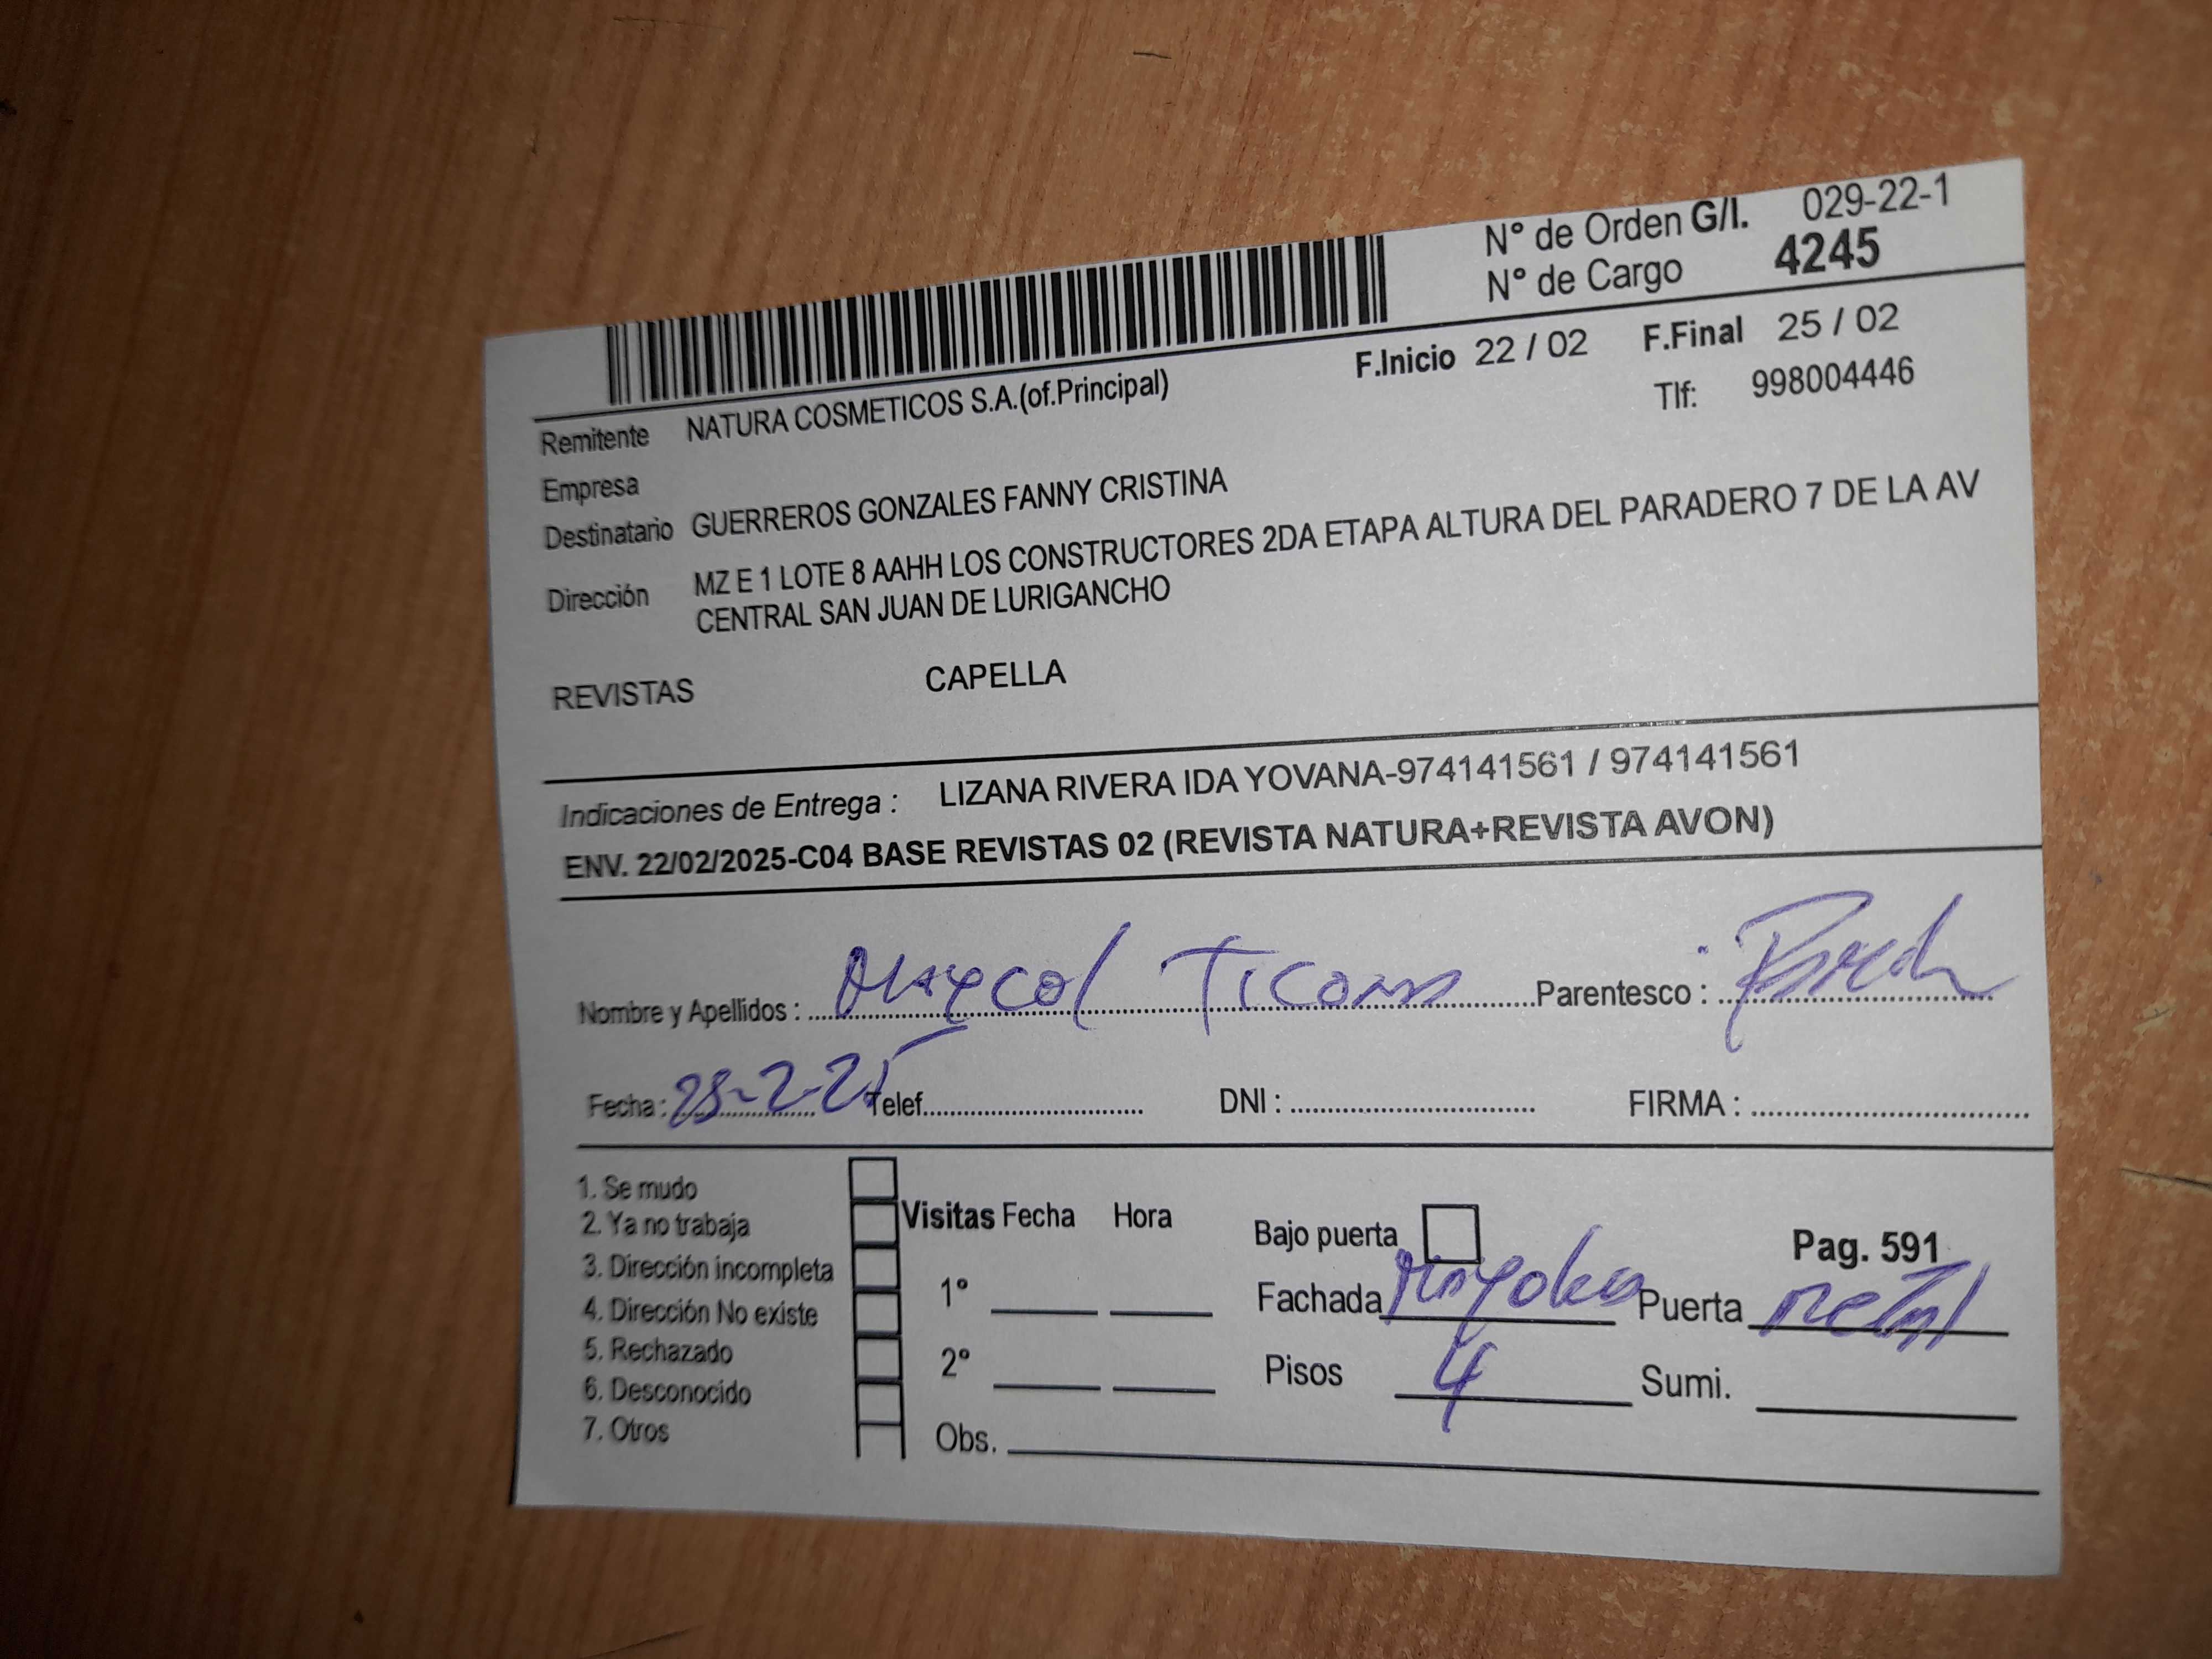 N° de Orden G/I. 029-22-1
N° de Cargo 4245
F.Inicio 22 / 02 F.Final 25 / 02
Remitente NATURA COSMETICOS S.A.(of.Principal) Tlf: 998004446
Empresa
Destinatario GUERREROS GONZALES FANNY CRISTINA
Dirección MZ E 1 LOTE 8 AAHH LOS CONSTRUCTORES 2DA ETAPA ALTURA DEL PARADERO 7 DE LA AV
CENTRAL SAN JUAN DE LURIGANCHO
REVISTAS CAPELLA
Indicaciones de Entrega : LIZANA RIVERA IDA YOVANA-974141561 / 974141561
ENV. 22/02/2025-C04 BASE REVISTAS 02 (REVISTA NATURA+REVISTA AVON)
Nombre y Apellidos : Maycol Parentesco :
Fecha : Telef. DNI : FIRMA :
1. Se mudo
2. Ya no trabaja
3. Dirección incompleta
4. Dirección No existe
5. Rechazado
6. Desconocido
7. Otros
Visitas Fecha Hora
1°
2°
Obs.
Bajo puerta Pag. 591
Fachada Puerta Metal
Pisos 4 Sumi.